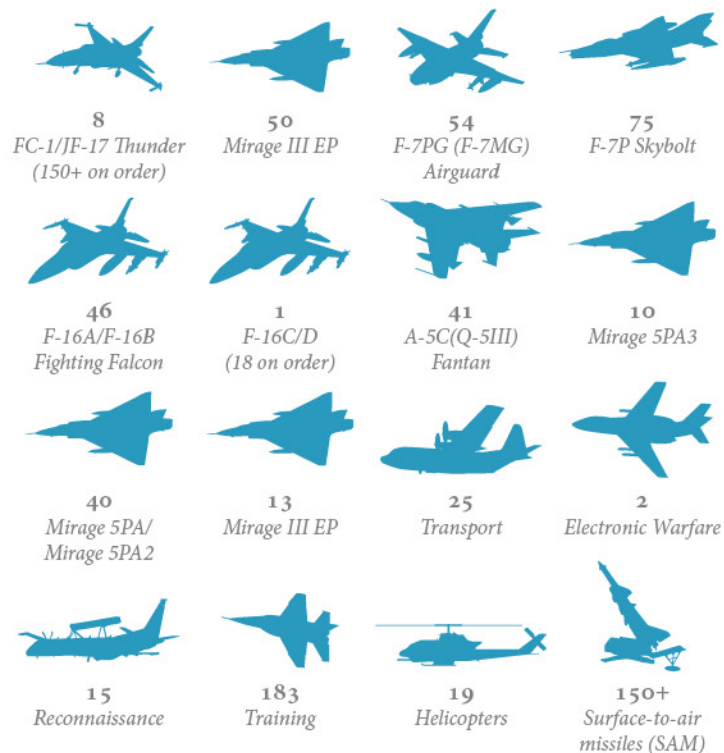 8
FC-1/JF-17 Thunder
(150+ on order)
50
Mirage III EP
54
F-7PG (F-7MG)
Airguard
75
F-7P Skybolt
46
F-16A/F-16B
Fighting Falcon
1
F-16C/D
(18 on order)
41
A-5C(Q-5III)
Fantan
10
Mirage 5PA3
40
Mirage 5PA/
Mirage 5PA2
13
Mirage III EP
25
Transport
2
Electronic Warfare
15
Reconnaissance
183
Training
19
Helicopters
150+
Surface-to-air
missiles (SAM)